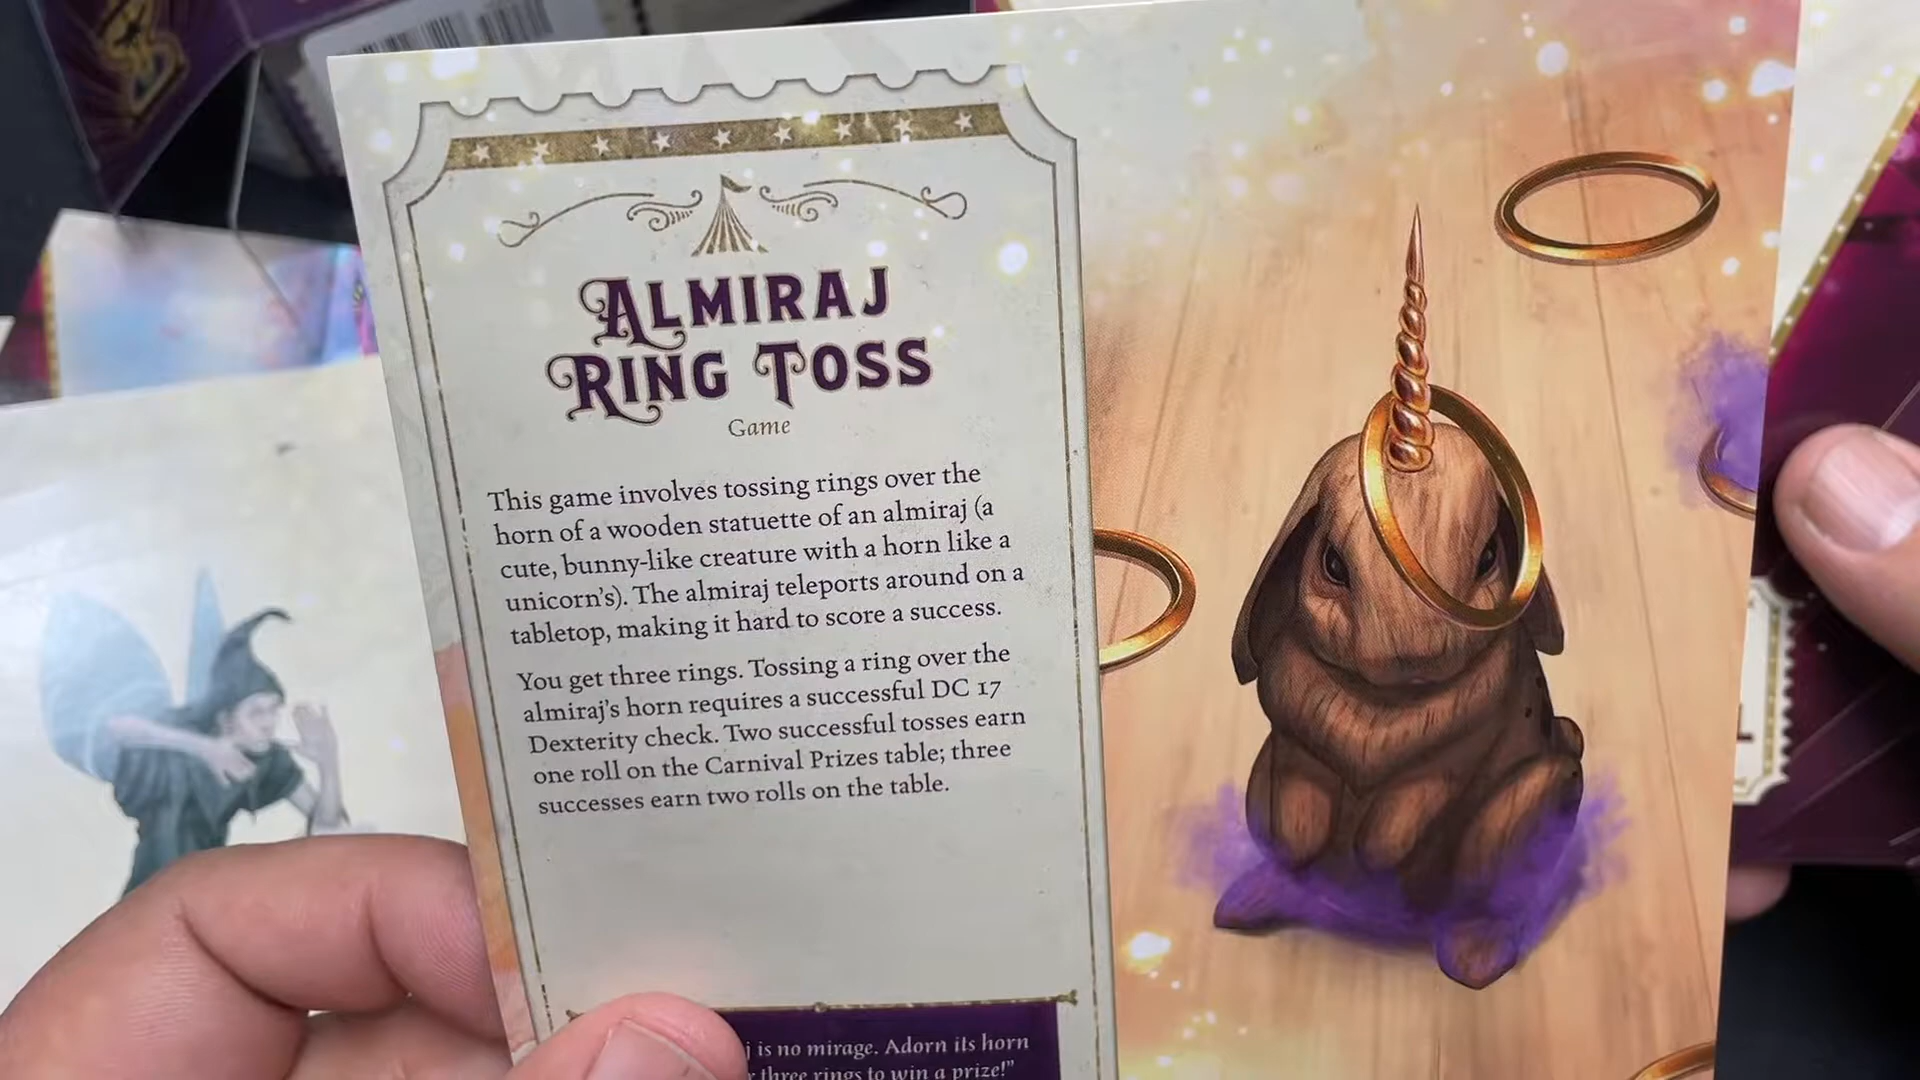 ALMIRAJ
RING TOSS
Game
This game involves tossing rings over the
horn of a wooden statuette of an almiraj (a
cute, bunny-like creature with a horn like a
unicorn's). The almiraj teleports around on a
tabletop, making it hard to score a success.
You get three rings. Tossing a ring over the
almiraj's horn requires a successful DC 17
Dexterity check. Two successful tosses earn
one roll on the Carnival Prizes table; three
successes earn two rolls on the table.
is no mirage. Adorn its horn
three rings to win a prize!"